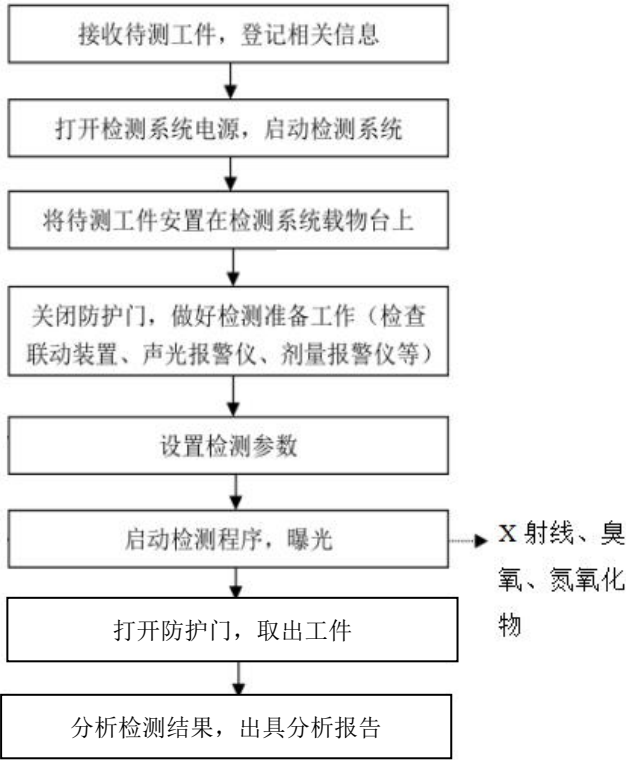 接收待测工件，登记相关信息
打开检测系统电源，启动检测系统
将待测工件安置在检测系统载物台上
关闭防护门，做好检测准备工作（检查
联动装置、声光报警仪、剂量报警仪等）
设置检测参数
启动检测程序，曝光
X 射线、臭
氧、氮氧化
物
打开防护门，取出工件
分析检测结果，出具分析报告